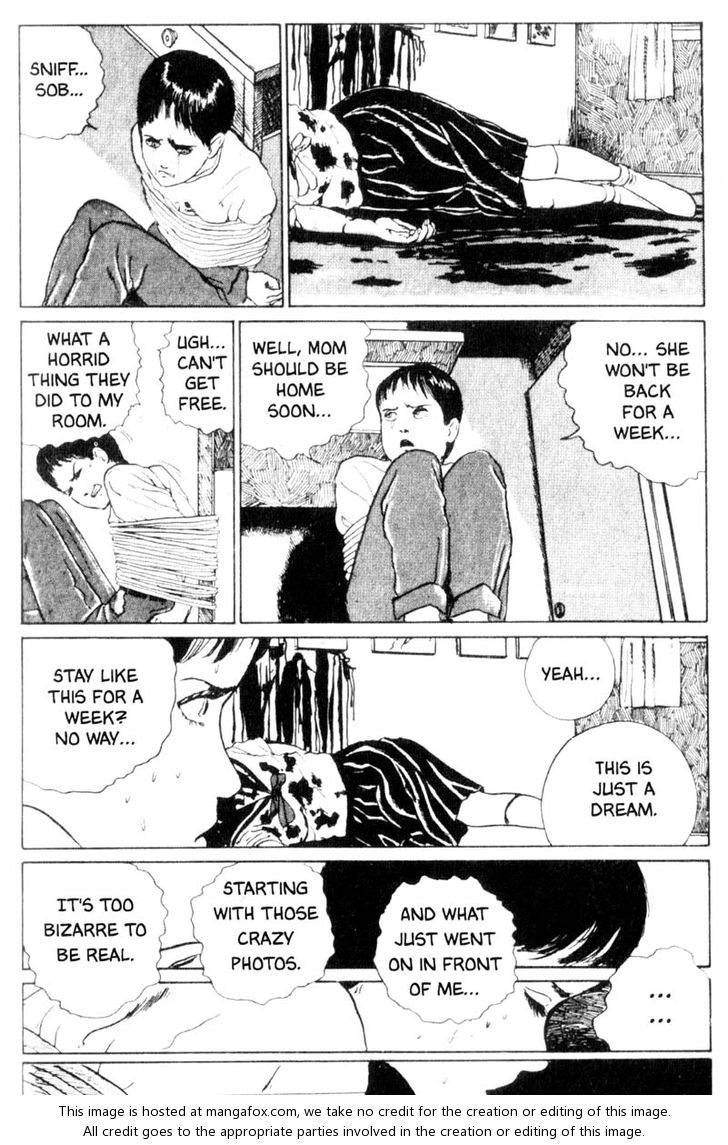 SNIFF...
SOB...
WHAT A
HORRID
THING THEY
DID TO MY
ROOM.
UGH...
CAN'T
GET
FREE.
WELL, MOM
SHOULD BE
HOME
SOON...
NO... SHE
WON'T BE
BACK
FOR A
WEEK...
STAY LIKE
THIS FOR A
WEEK?
NO WAY...
YEAH...
THIS IS
JUST A
DREAM.
IT'S TOO
BIZARRE TO
BE REAL.
STARTING
WITH THOSE
CRAZY
PHOTOS.
AND WHAT
JUST WENT
ON IN FRONT
OF ME...
...
...
This image is hosted at mangafox.com, we take no credit for the creation or editing of this image.
All credit goes to the appropriate parties involved in the creation or editing of this image.